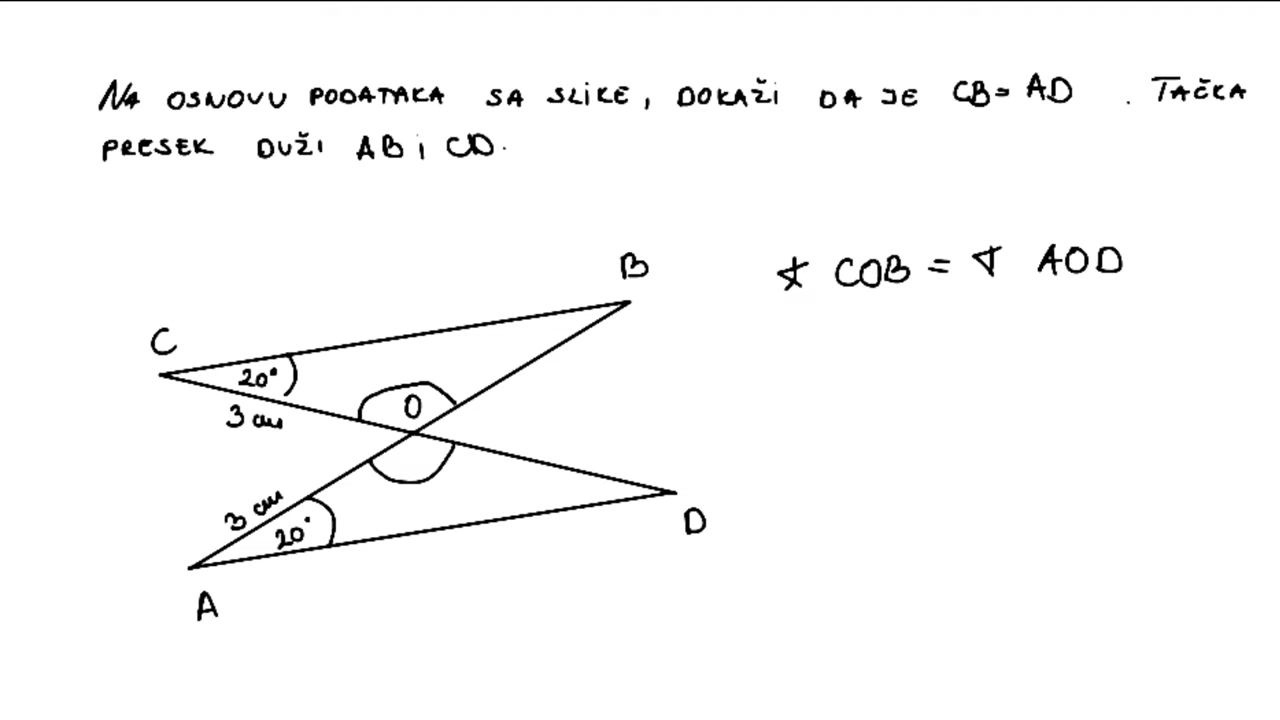 NA OSNOVU PODATAKA SA SLIKE, DOKAŽI DA JE CB = AD . TAČKA
PRESEK DUŽI AB i CD.
B
∢ COB = ∢ AOD
C
20°
O
3 cm
3 cm
D
20°
A